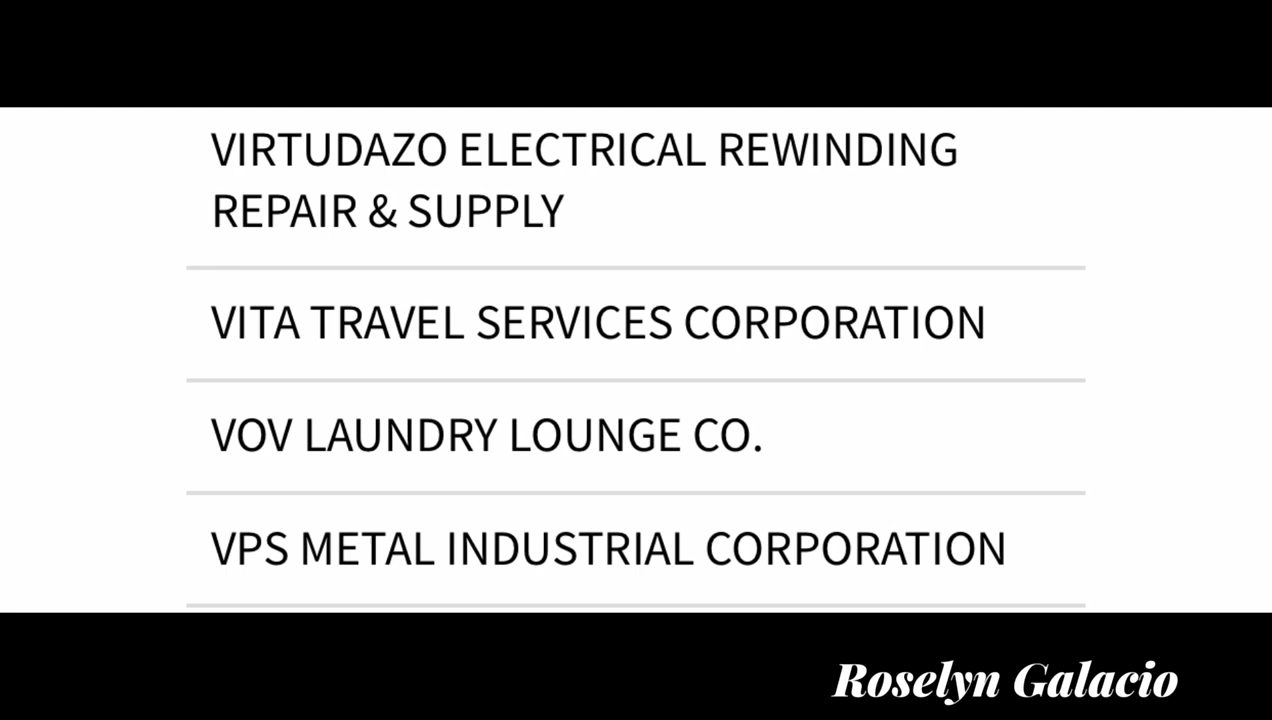 VIRTUDAZO ELECTRICAL REWINDING
REPAIR & SUPPLY
VITA TRAVEL SERVICES CORPORATION
VOV LAUNDRY LOUNGE CO.
VPS METAL INDUSTRIAL CORPORATION
Roselyn Galacio